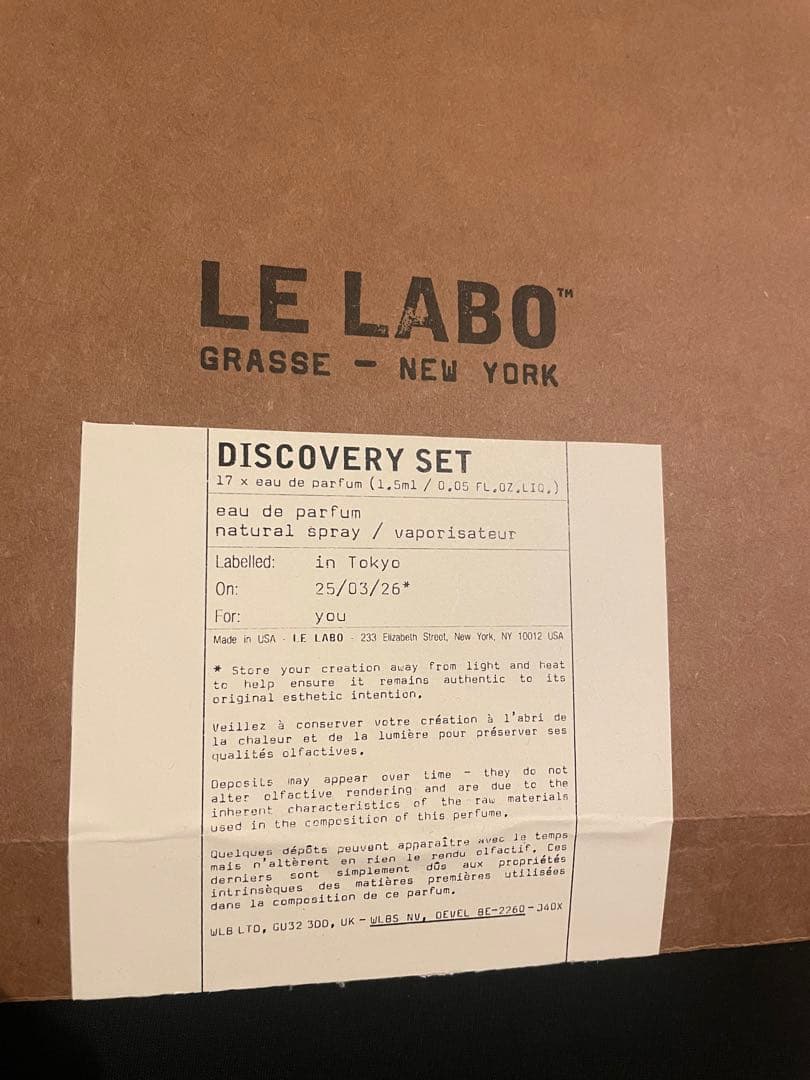 LE LABO™
GRASSE – NEW YORK
DISCOVERY SET
17 x eau de parfum (1.5ml / 0.05 FL.OZ.LIQ.)
eau de parfum
natural spray / vaporisateur
Labelled: in Tokyo
On: 25/03/26*
For: you
Made in USA - LE LABO - 233 Elizabeth Street, New York, NY 10012 USA
* Store your creation away from light and heat
to help ensure it remains authentic to its
original esthetic intention.
Veillez à conserver votre création à l'abri de
la chaleur et de la lumière pour préserver ses
qualités olfactives.
Deposits may appear over time – they do not
alter olfactive rendering and are due to the
inherent characteristics of the raw materials
used in the composition of this perfume.
Quelques dépôts peuvent apparaître avec le temps
mais n'altèrent en rien le rendu olfactif. Ces
derniers sont simplement dûs aux propriétés
intrinsèques des matières premières utilisées
dans la composition de ce parfum.
WLB LTD, GU32 3QD, UK – WLBS NV, OEVEL BE-2260 – J40X